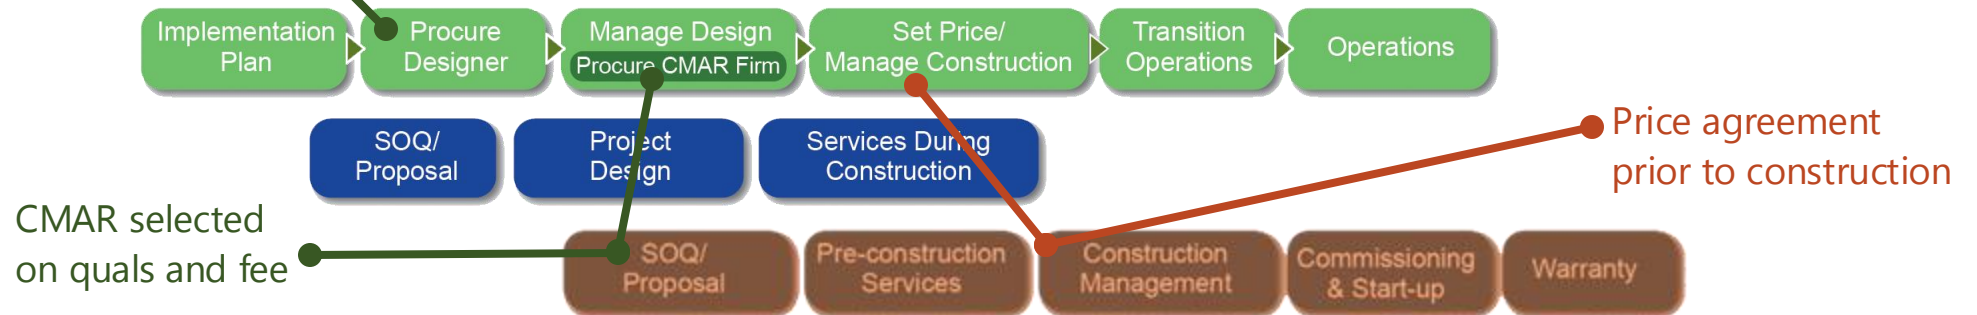 Implementation
Plan
Procure
Designer
Manage Design
Procure CMAR Firm
Set Price/
Manage Construction
Transition
Operations
Operations
SOQ/
Proposal
Project
Design
Services During
Construction
Price agreement
prior to construction
CMAR selected
on quals and fee
SOQ/
Proposal
Pre-construction
Services
Construction
Management
Commissioning
& Start-up
Warranty